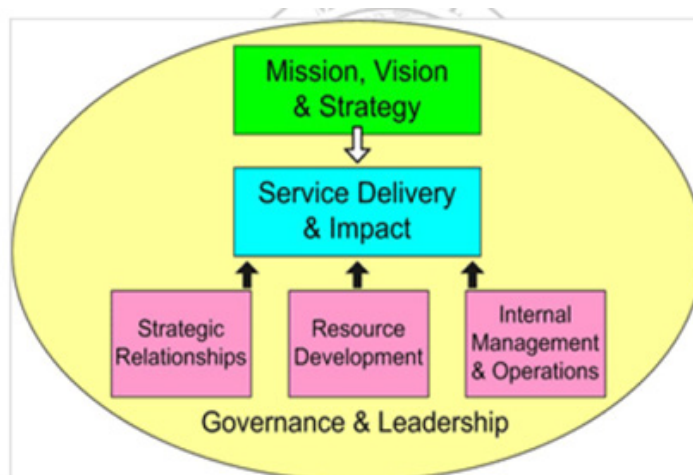 Mission, Vision
& Strategy
Service Delivery
& Impact
Strategic
Relationships
Resource
Development
Internal
Management
& Operations
Governance & Leadership